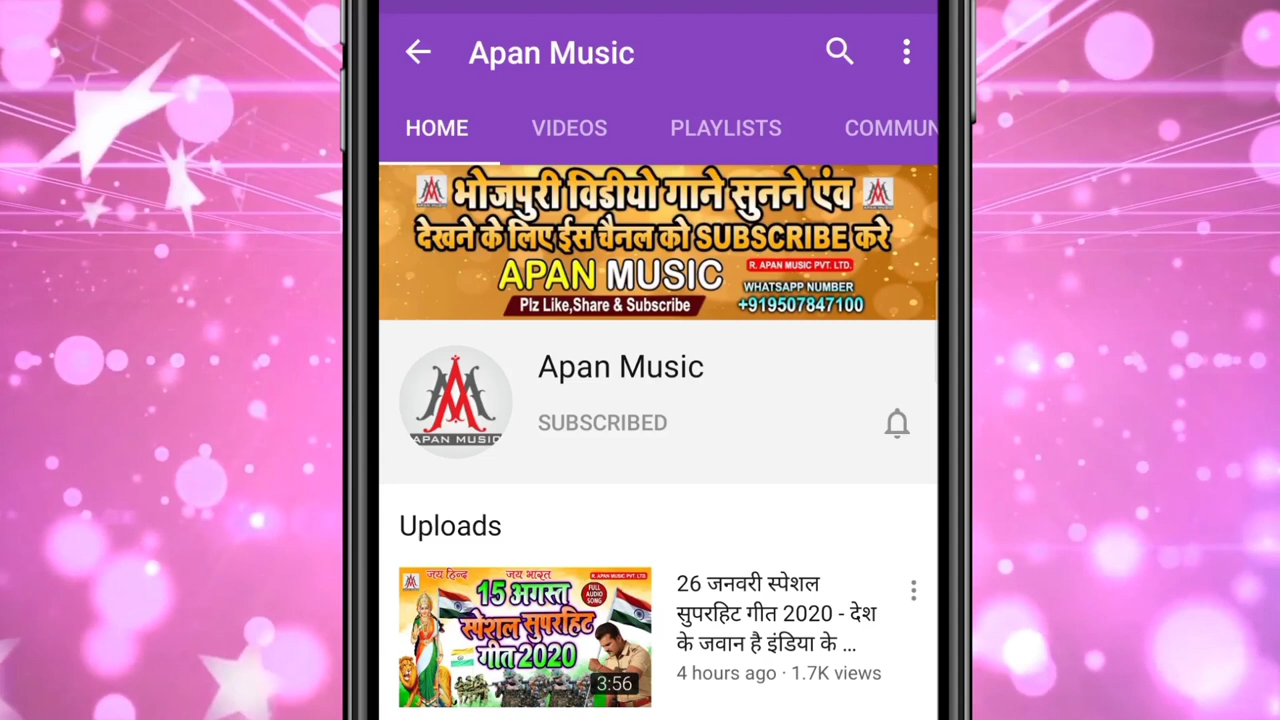 Apan Music
HOME VIDEOS PLAYLISTS COMMUN
भोजपुरी विडीयो गाने सुनने एंव
देखने के लिए ईस चैनल को SUBSCRIBE करे
APAN MUSIC
R. APAN MUSIC PVT. LTD.
Plz Like,Share & Subscribe
WHATSAPP NUMBER
+919507847100
Apan Music
SUBSCRIBED
APAN MUSIC
Uploads
जय हिन्द जय भारत
R. APAN MUSIC PVT. LTD
15 अगस्त
FULL
AUDIO
SONG
स्पेशल सुपरहिट
गीत 2020
3:56
26 जनवरी स्पेशल
सुपरहिट गीत 2020 - देश
के जवान है इंडिया के ...
4 hours ago · 1.7K views